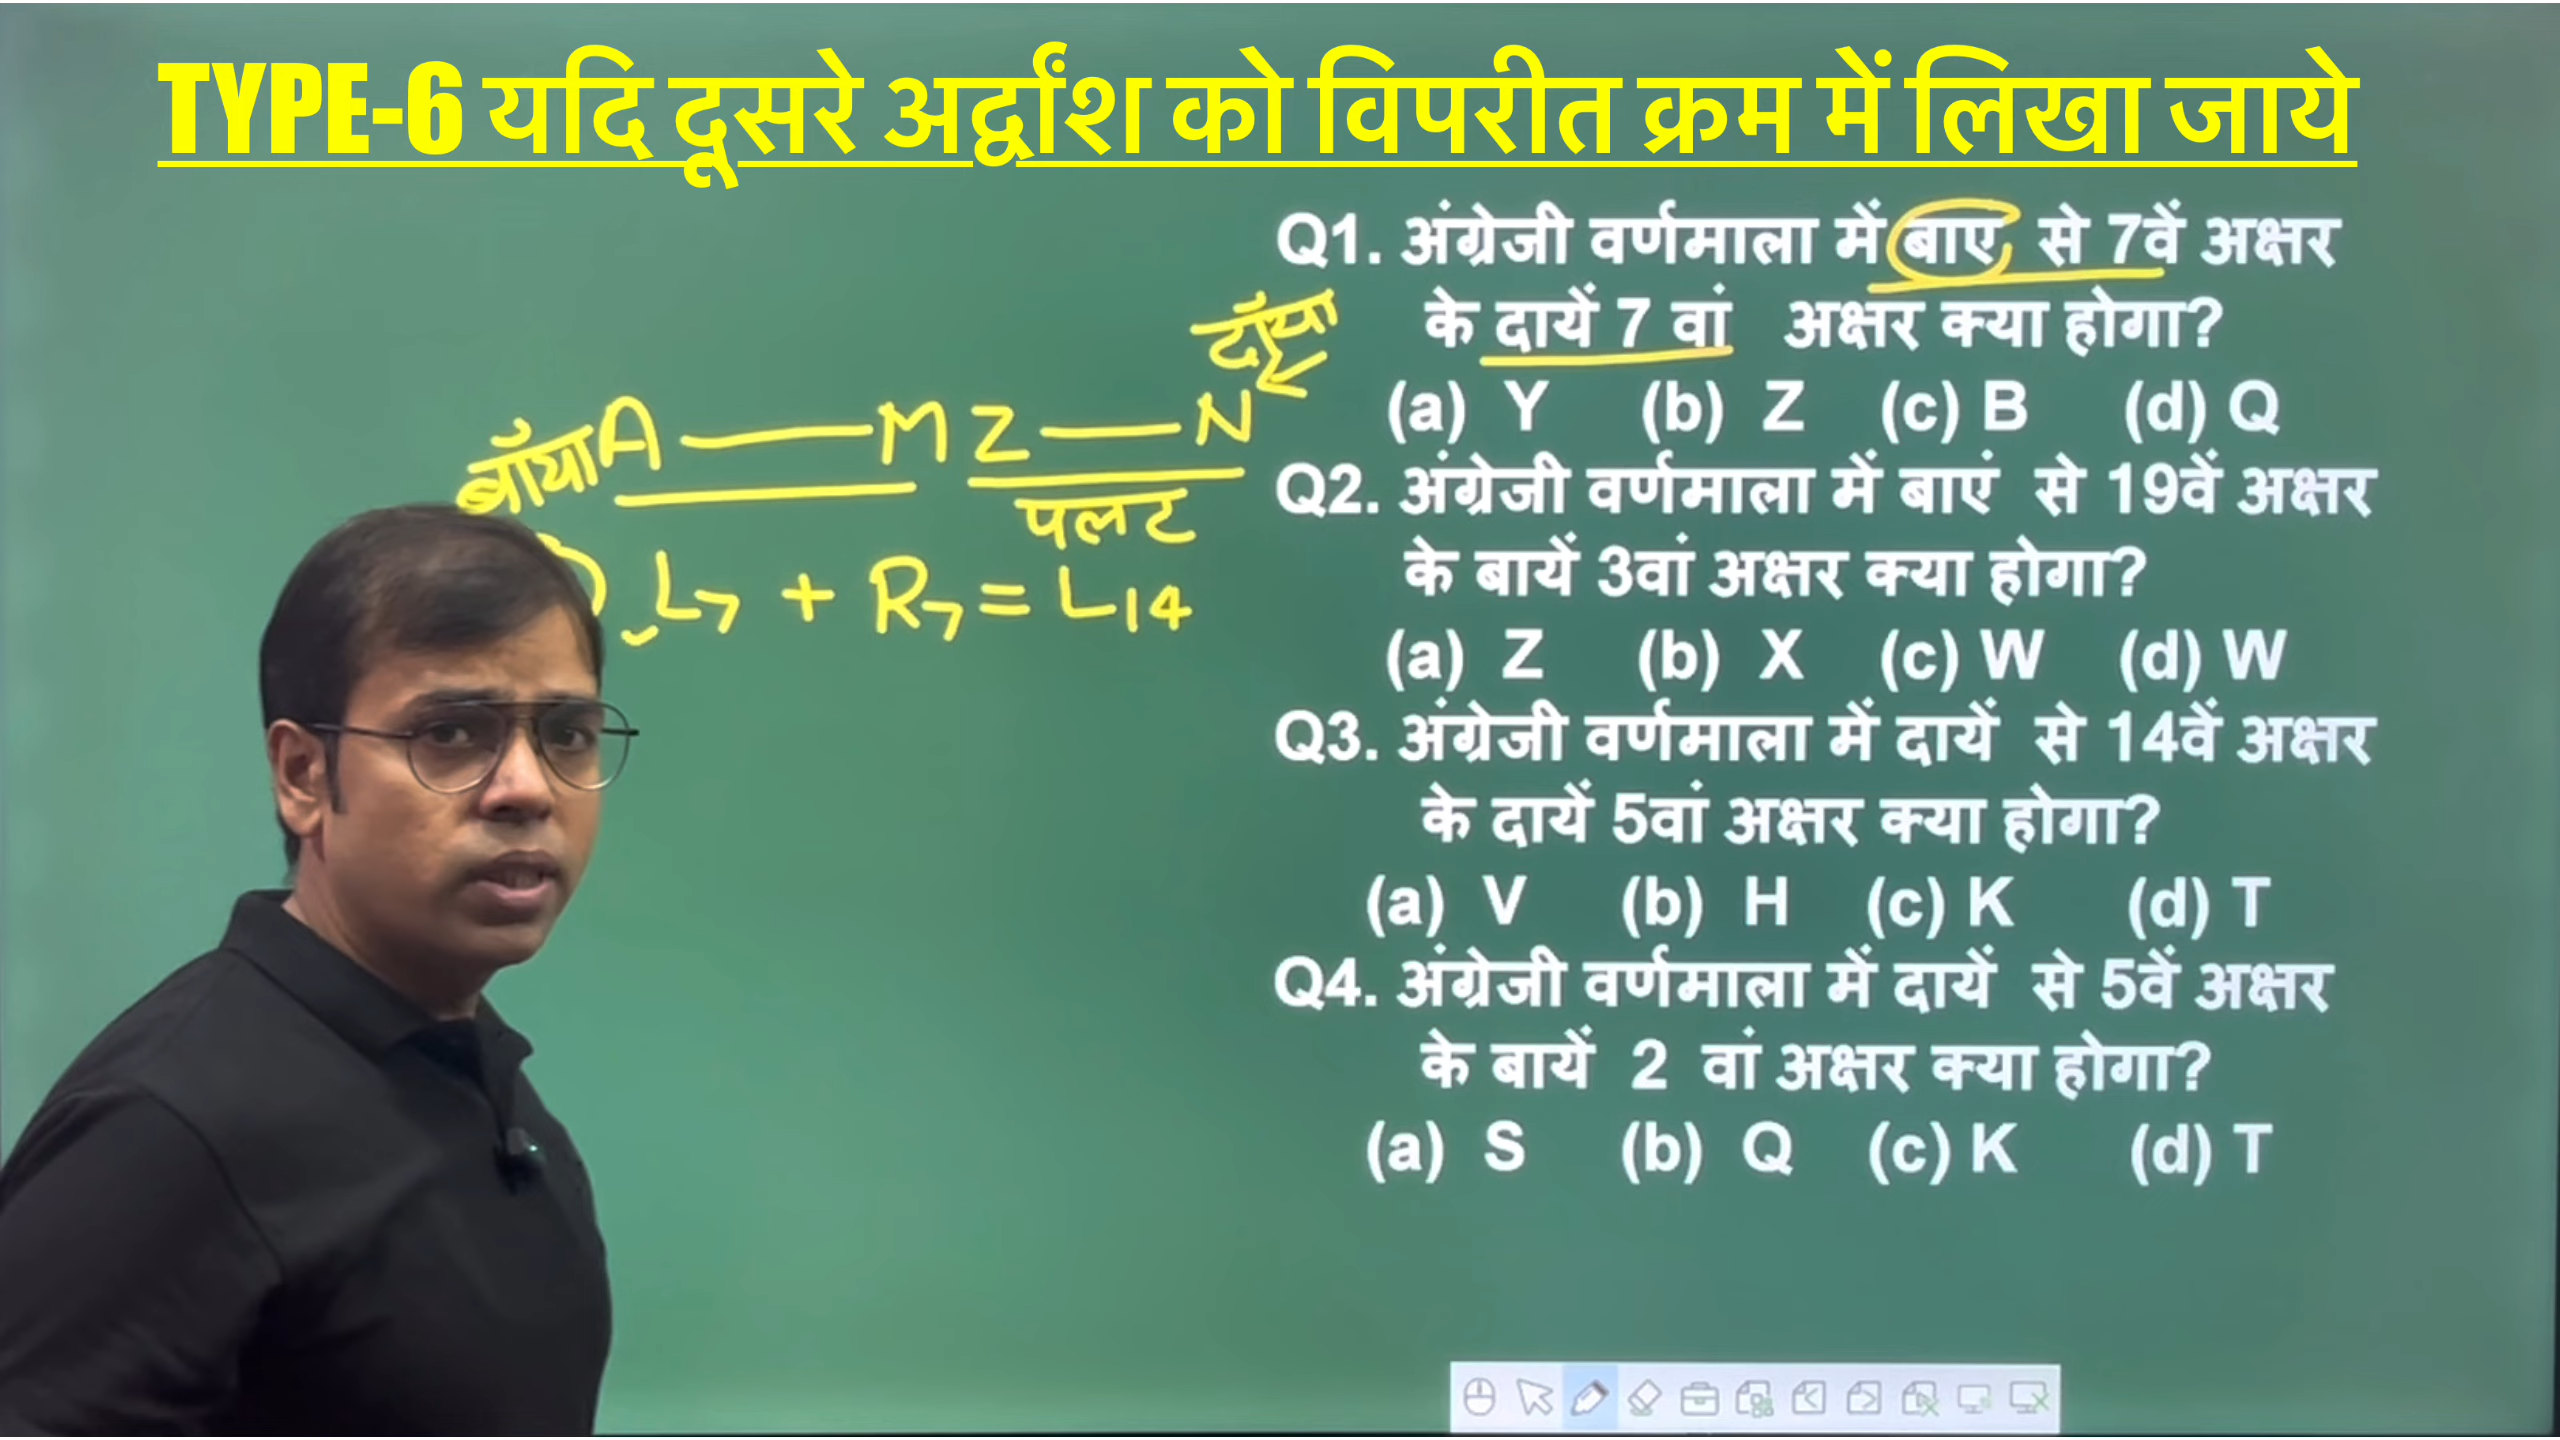 TYPE-6 यदि दूसरे अर्द्वांश को विपरीत क्रम में लिखा जाये
Q1. अंग्रेजी वर्णमाला में बाएं से 7वें अक्षर
के दायें 7 वां अक्षर क्या होगा?
(a) Y (b) Z (c) B (d) Q
Q2. अंग्रेजी वर्णमाला में बाएं से 19वें अक्षर
के बायें 3वां अक्षर क्या होगा?
(a) Z (b) X (c) W (d) W
Q3. अंग्रेजी वर्णमाला में दायें से 14वें अक्षर
के दायें 5वां अक्षर क्या होगा?
(a) V (b) H (c) K (d) T
Q4. अंग्रेजी वर्णमाला में दायें से 5वें अक्षर
के बायें 2 वां अक्षर क्या होगा?
(a) S (b) Q (c) K (d) T
बाँया A — M Z — N दाँया
पलट
L7 + R7 = L14